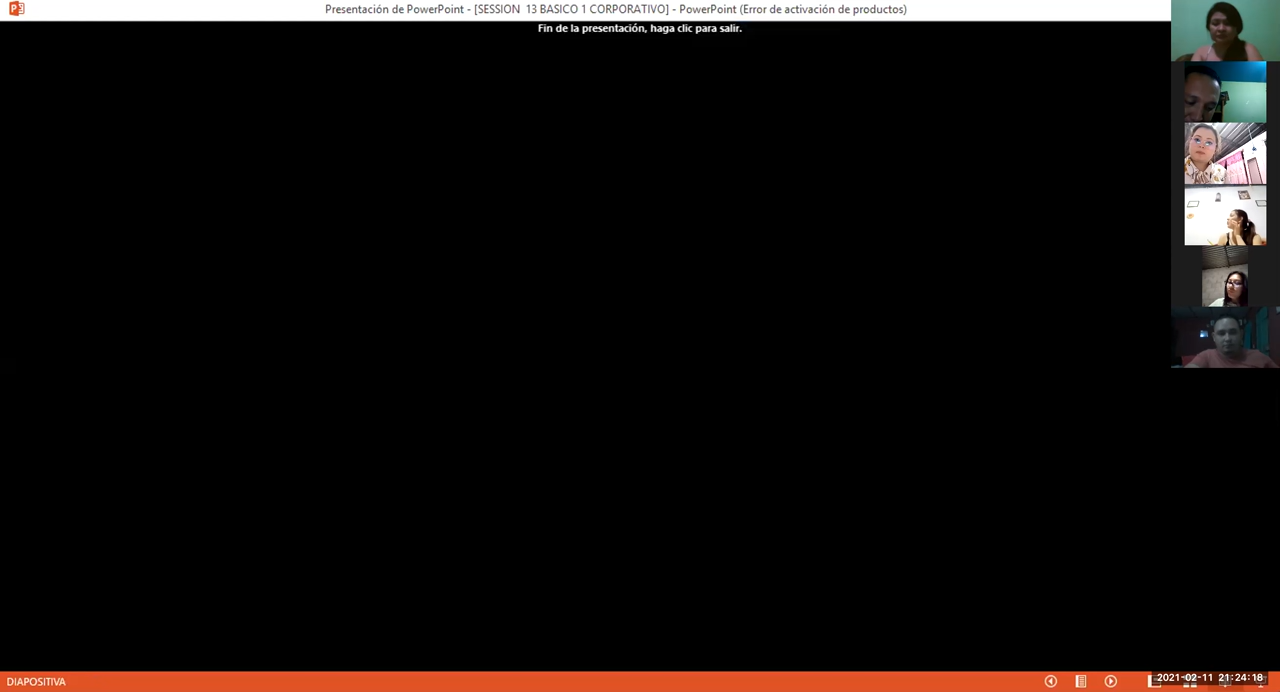 Presentación de PowerPoint - [SESSION  13 BASICO 1 CORPORATIVO] - PowerPoint (Error de activación de productos)
Fin de la presentación, haga clic para salir.
DIAPOSITIVA
2021-02-11 21:24:18